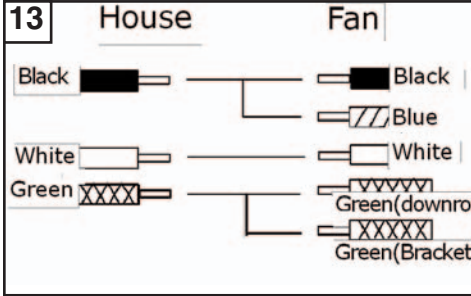 13
House Fan
Black Black
Blue
White White
Green Green(downro
Green(Bracket